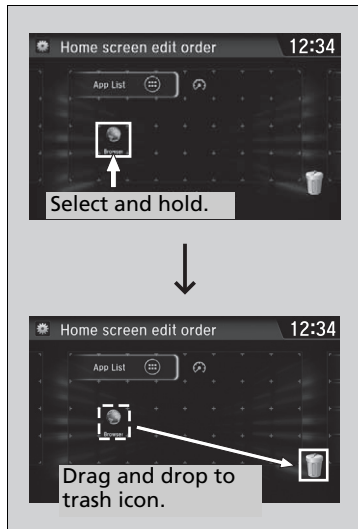 Home screen edit order 12:34
App List
Browser
Select and hold.
Home screen edit order 12:34
App List
Browser
Drag and drop to
trash icon.